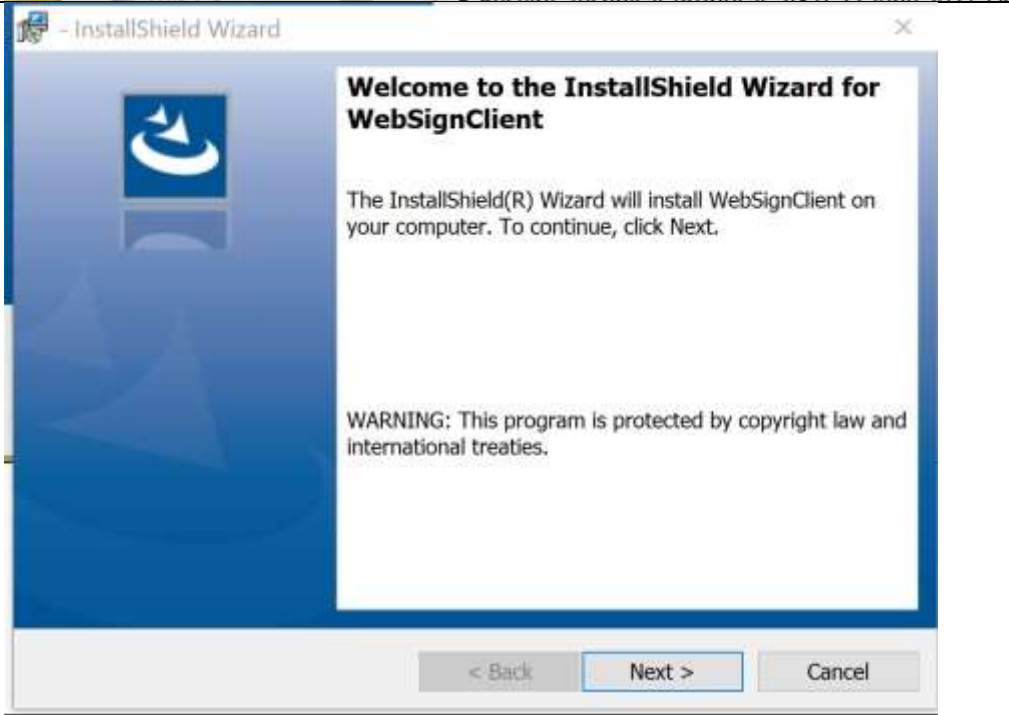 - InstallShield Wizard
Welcome to the InstallShield Wizard for
WebSignClient
The InstallShield(R) Wizard will install WebSignClient on
your computer. To continue, click Next.
WARNING: This program is protected by copyright law and
international treaties.
< Back
Next >
Cancel